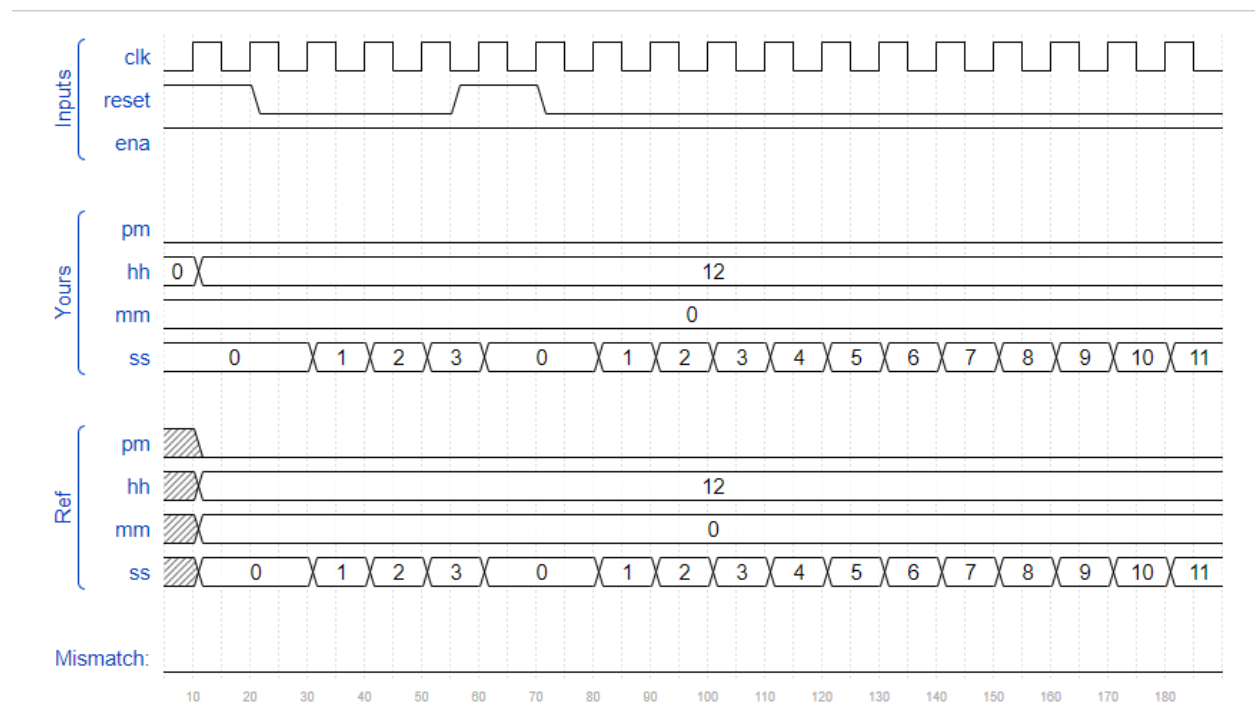 Inputs
clk
reset
ena
Yours
pm
hh 0 12
mm 0
ss 0 1 2 3 0 1 2 3 4 5 6 7 8 9 10 11
Ref
pm
hh 12
mm 0
ss 0 1 2 3 0 1 2 3 4 5 6 7 8 9 10 11
Mismatch:
10 20 30 40 50 60 70 80 90 100 110 120 130 140 150 160 170 180